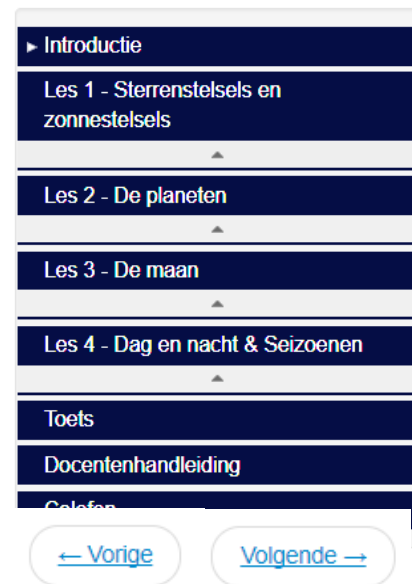 Introductie
Les 1 - Sterrenstelsels en
zonnestelsels
Les 2 - De planeten
Les 3 - De maan
Les 4 - Dag en nacht & Seizoenen
Toets
Docentenhandleiding
← Vorige
Volgende →